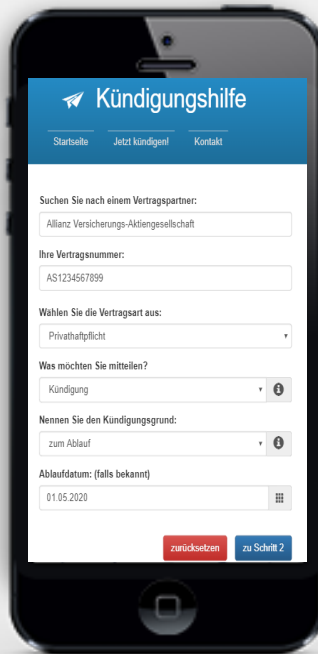 Kündigungshilfe
Startseite Jetzt kündigen! Kontakt
Suchen Sie nach einem Vertragspartner:
Allianz Versicherungs-Aktiengesellschaft
Ihre Vertragsnummer:
AS1234567899
Wählen Sie die Vertragsart aus:
Privathaftpflicht
Was möchten Sie mitteilen?
Kündigung
Nennen Sie den Kündigungsgrund:
zum Ablauf
Ablaufdatum: (falls bekannt)
01.05.2020
zurücksetzen zu Schritt 2